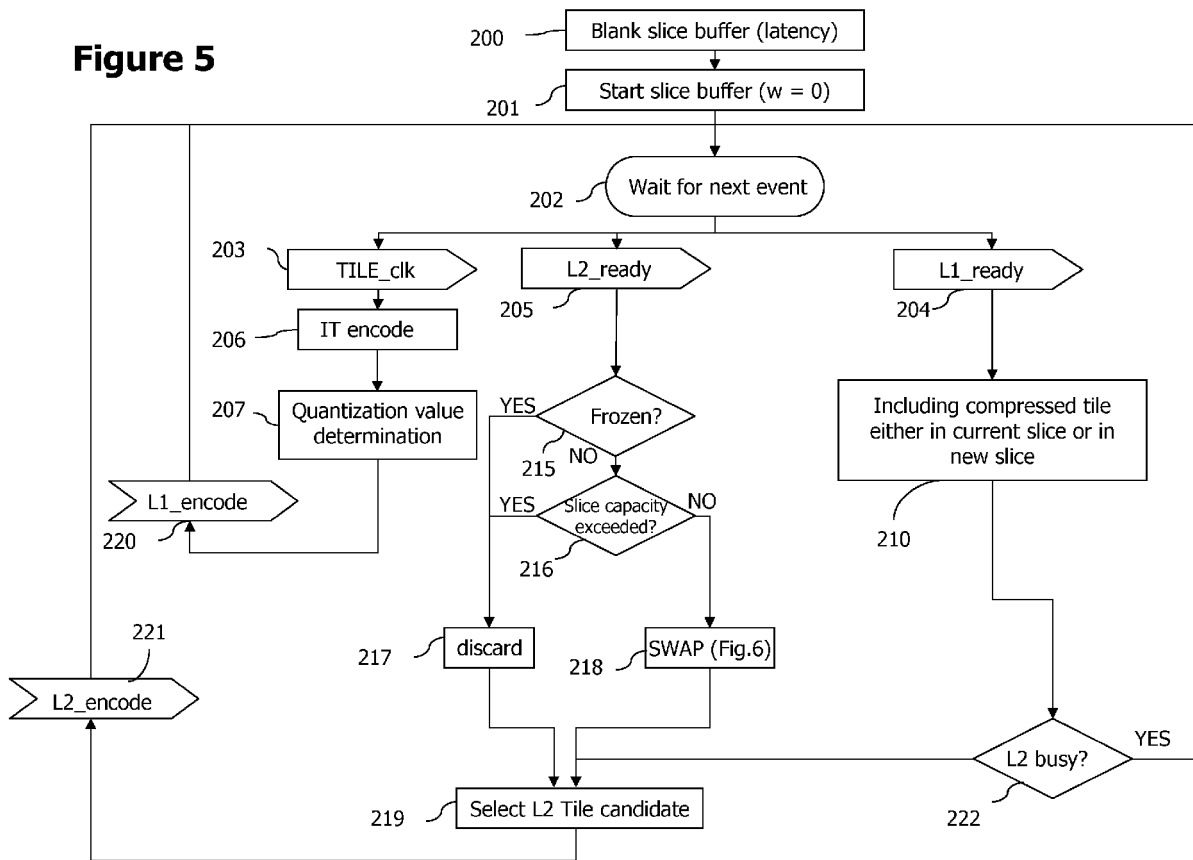 Figure 5
200
Blank slice buffer (latency)
201
Start slice buffer (w = 0)
202
Wait for next event
203
TILE_clk
L2_ready
205
L1_ready
204
206
IT encode
207
Quantization value
determination
YES
Frozen?
215
NO
Including compressed tile
either in current slice or in
new slice
210
L1_encode
220
YES
Slice capacity
exceeded?
NO
216
221
L2_encode
217
discard
218
SWAP (Fig.6)
L2 busy?
YES
222
219
Select L2 Tile candidate